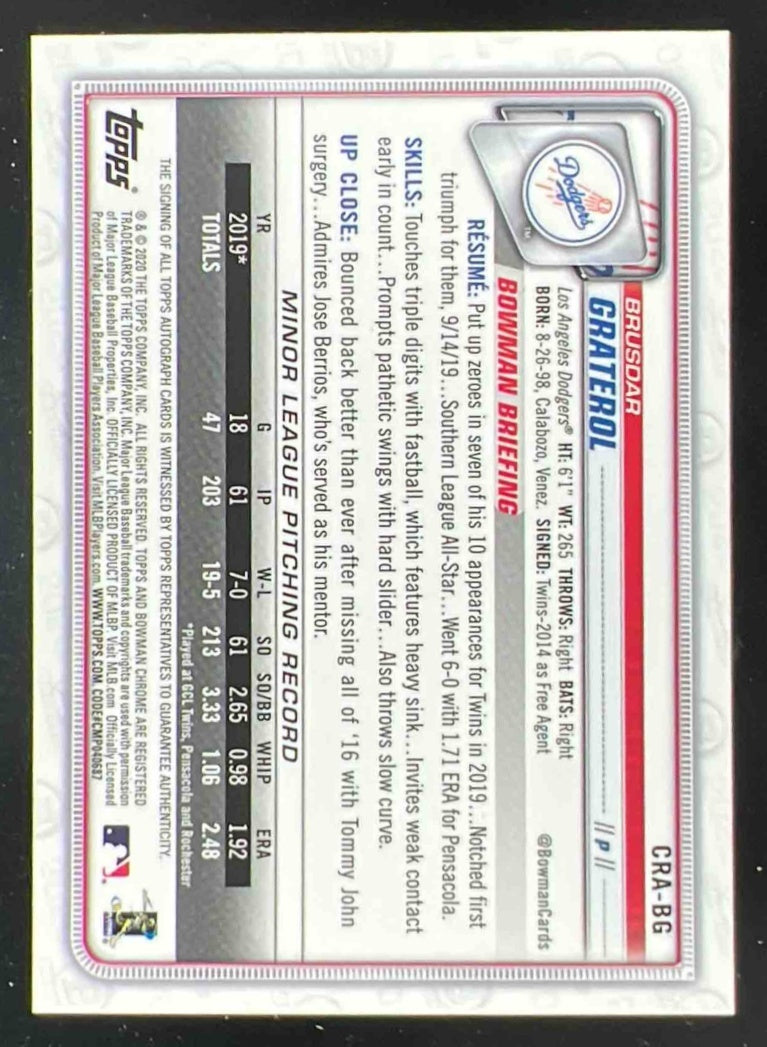 CRA-BG
BRUSDAR
GRATEROL
|| P ||
Dodgers
TM
Los Angeles Dodgers® HT: 6'1" WT: 265 THROWS: Right BATS: Right
BORN: 8-26-98, Calabozo, Venez. SIGNED: Twins-2014 as Free Agent
@BowmanCards
BOWMAN BRIEFING
RÉSUMÉ: Put up zeroes in seven of his 10 appearances for Twins in 2019...Notched first
triumph for them, 9/14/19...Southern League All-Star...Went 6-0 with 1.71 ERA for Pensacola.
SKILLS: Touches triple digits with fastball, which features heavy sink...Invites weak contact
early in count...Prompts pathetic swings with hard slider...Also throws slow curve.
UP CLOSE: Bounced back better than ever after missing all of '16 with Tommy John
surgery...Admires Jose Berrios, who's served as his mentor.
MINOR LEAGUE PITCHING RECORD
YR G IP W-L SO SO/BB WHIP ERA
2019* 18 61 7-0 61 2.65 0.98 1.92
TOTALS 47 203 19-5 213 3.33 1.06 2.48
*Played at GCL Twins, Pensacola and Rochester
THE SIGNING OF ALL TOPPS AUTOGRAPH CARDS IS WITNESSED BY TOPPS REPRESENTATIVES TO GUARANTEE AUTHENTICITY.
topps®
® & © 2020 THE TOPPS COMPANY, INC. ALL RIGHTS RESERVED. TOPPS AND BOWMAN CHROME ARE REGISTERED
TRADEMARKS OF THE TOPPS COMPANY, INC. Major League Baseball trademarks and copyrights are used with permission
of Major League Baseball Properties, Inc. OFFICIALLY LICENSED PRODUCT OF MLBP. Visit MLB.com Officially Licensed
Product of Major League Baseball Players Association. Visit MLBPlayers.com. WWW.TOPPS.COM CODE#CMP040687